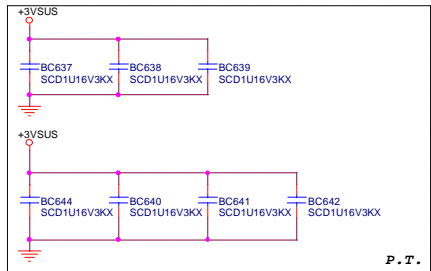 +3VSUS
BC637 BC638 BC639
SCD1U16V3KX SCD1U16V3KX SCD1U16V3KX
+3VSUS
BC644 BC640 BC641 BC642
SCD1U16V3KX SCD1U16V3KX SCD1U16V3KX SCD1U16V3KX
P.T.